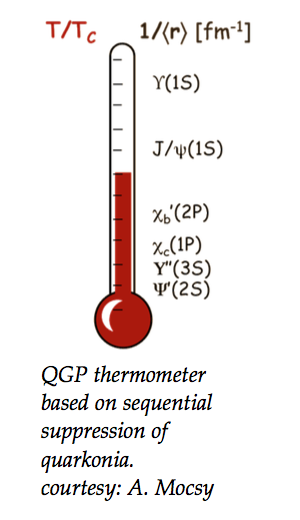 T/Tc 1/⟨r⟩ [fm⁻¹]
ϒ(1S)
J/ψ(1S)
χb'(2P)
χc(1P)
ϒ''(3S)
Ψ'(2S)
QGP thermometer
based on sequential
suppression of
quarkonia.
courtesy: A. Mocsy